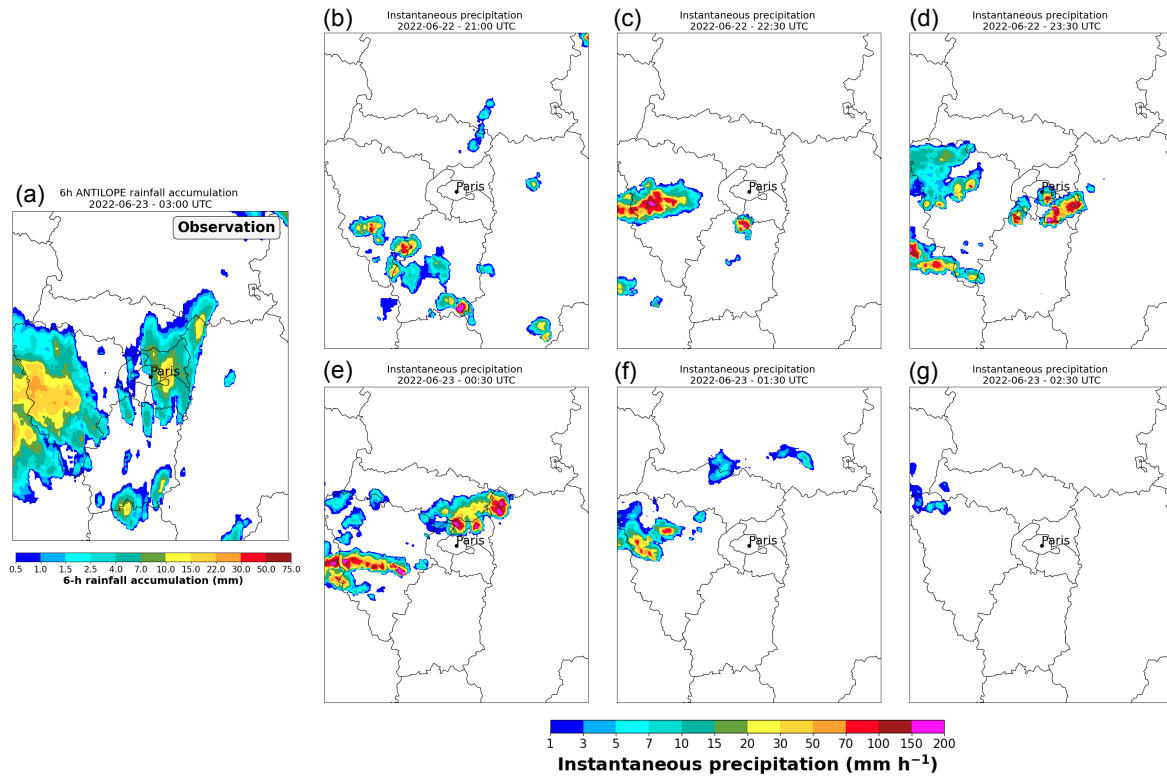 (a)
6h ANTILOPE rainfall accumulation
2022-06-23 - 03:00 UTC
Observation
Paris
0.5 1.0 1.5 2.5 4.0 7.0 10.0 15.0 20.0 30.0 50.0 75.0
6-h rainfall accumulation (mm)
(b)
Instantaneous precipitation
2022-06-22 - 21:00 UTC
Paris
(c)
Instantaneous precipitation
2022-06-22 - 22:30 UTC
Paris
(d)
Instantaneous precipitation
2022-06-22 - 23:30 UTC
Paris
(e)
Instantaneous precipitation
2022-06-23 - 00:30 UTC
Paris
(f)
Instantaneous precipitation
2022-06-23 - 01:30 UTC
Paris
(g)
Instantaneous precipitation
2022-06-23 - 02:30 UTC
Paris
1 3 5 7 10 15 20 30 50 70 100 150 200
Instantaneous precipitation (mm h⁻¹)